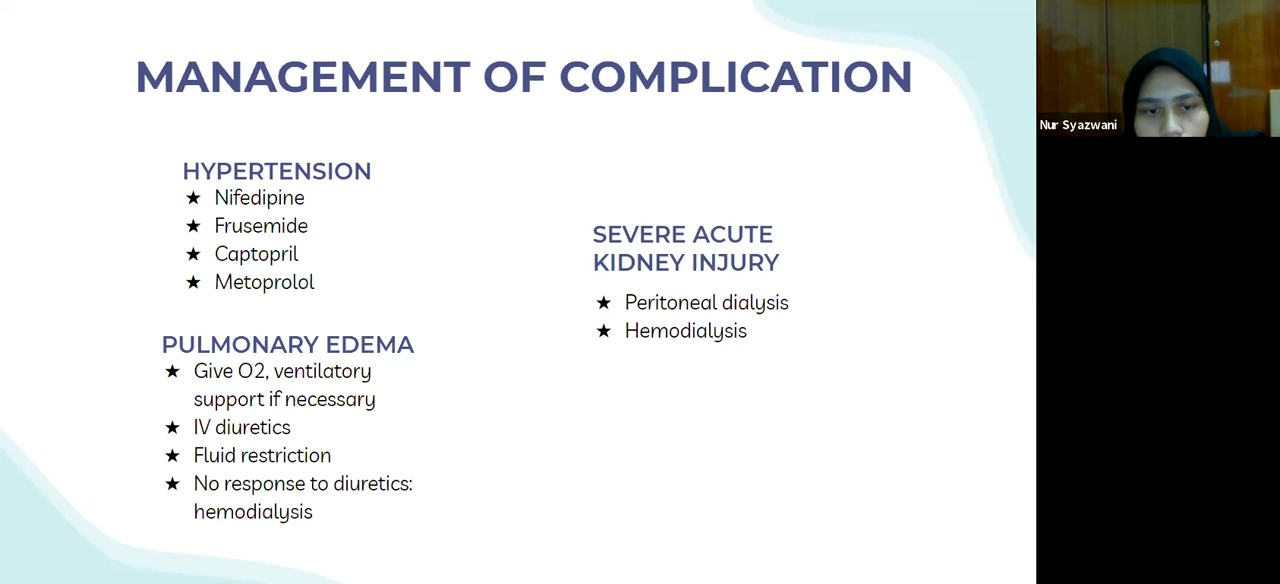 MANAGEMENT OF COMPLICATION
HYPERTENSION
★ Nifedipine
★ Frusemide
★ Captopril
★ Metoprolol
PULMONARY EDEMA
★ Give O2, ventilatory
support if necessary
★ IV diuretics
★ Fluid restriction
★ No response to diuretics:
hemodialysis
SEVERE ACUTE
KIDNEY INJURY
★ Peritoneal dialysis
★ Hemodialysis
Nur Syazwani